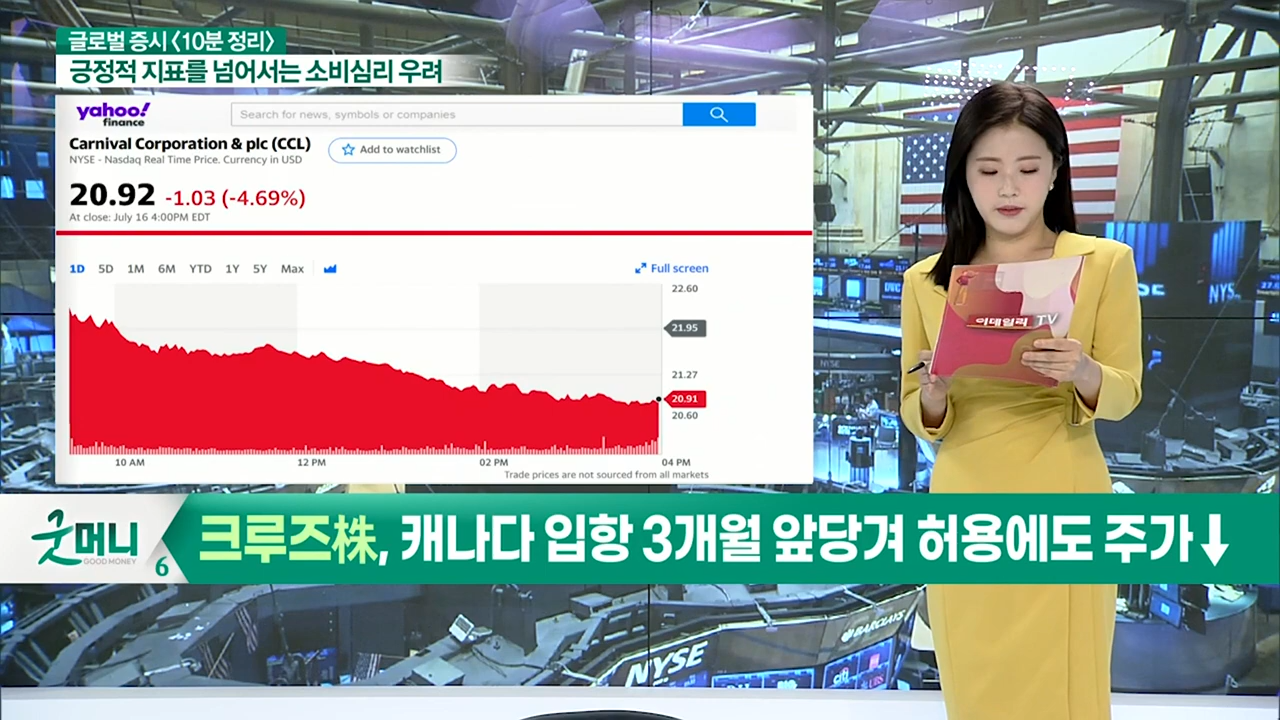 글로벌 증시 <10분 정리>
긍정적 지표를 넘어서는 소비심리 우려
yahoo!
finance
Search for news, symbols or companies
Carnival Corporation & plc (CCL)
NYSE - Nasdaq Real Time Price. Currency in USD
Add to watchlist
20.92 -1.03 (-4.69%)
At close: July 16 4:00PM EDT
1D 5D 1M 6M YTD 1Y 5Y Max
Full screen
22.60
21.95
21.27
20.91
20.60
10 AM 12 PM 02 PM 04 PM
Trade prices are not sourced from all markets
이데일리 TV
NYS
NYSE
굿머니
GOOD MONEY
6
크루즈株, 캐나다 입항 3개월 앞당겨 허용에도 주가↓
BARCLAYS
NYSE
citi
UBS